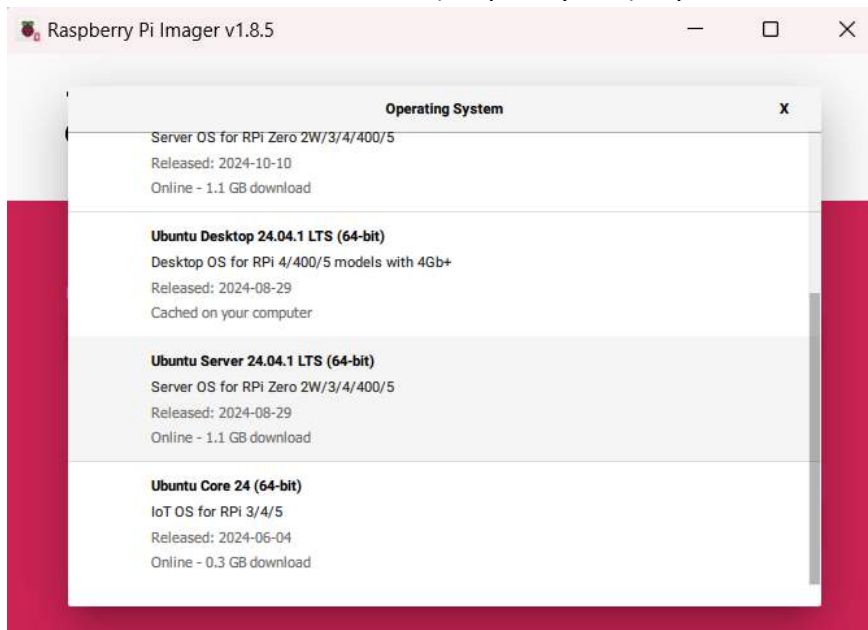 Raspberry Pi Imager v1.8.5
Operating System
X
Server OS for RPi Zero 2W/3/4/400/5
Released: 2024-10-10
Online - 1.1 GB download
Ubuntu Desktop 24.04.1 LTS (64-bit)
Desktop OS for RPi 4/400/5 models with 4Gb+
Released: 2024-08-29
Cached on your computer
Ubuntu Server 24.04.1 LTS (64-bit)
Server OS for RPi Zero 2W/3/4/400/5
Released: 2024-08-29
Online - 1.1 GB download
Ubuntu Core 24 (64-bit)
IoT OS for RPi 3/4/5
Released: 2024-06-04
Online - 0.3 GB download